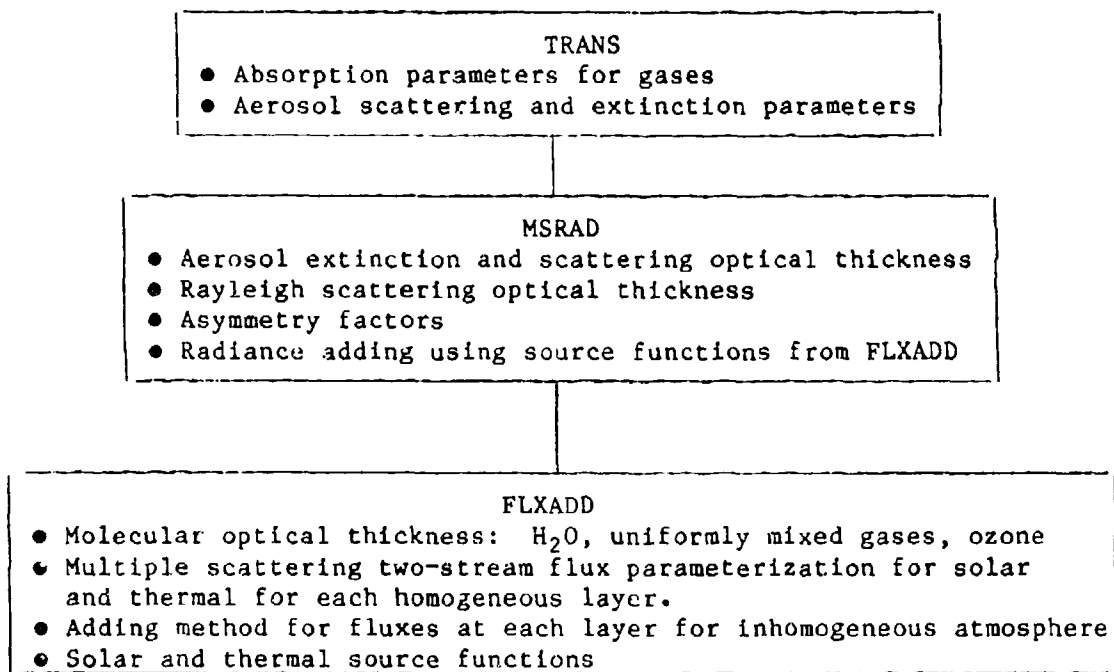 TRANS
● Absorption parameters for gases
● Aerosol scattering and extinction parameters
MSRAD
● Aerosol extinction and scattering optical thickness
● Rayleigh scattering optical thickness
● Asymmetry factors
● Radiance adding using source functions from FLXADD
FLXADD
● Molecular optical thickness: H₂O, uniformly mixed gases, ozone
● Multiple scattering two-stream flux parameterization for solar
and thermal for each homogeneous layer.
● Adding method for fluxes at each layer for inhomogeneous atmosphere
● Solar and thermal source functions